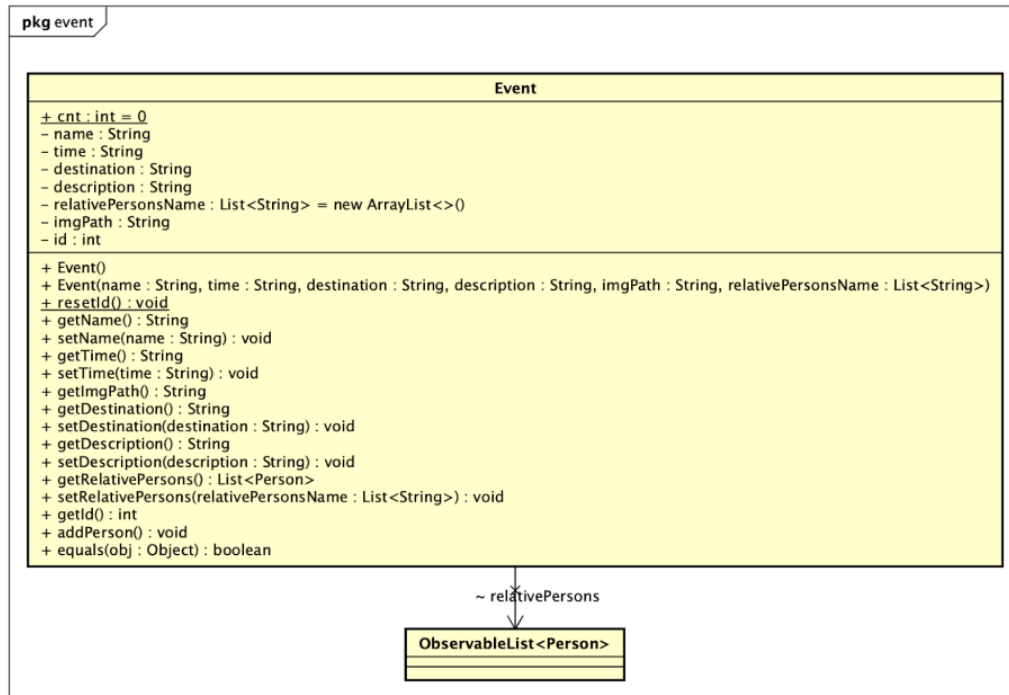 pkg event
Event
+ cnt : int = 0
– name : String
– time : String
– destination : String
– description : String
– relativePersonsName : List<String> = new ArrayList<>()
– imgPath : String
– id : int
+ Event()
+ Event(name : String, time : String, destination : String, description : String, imgPath : String, relativePersonsName : List<String>)
+ resetId() : void
+ getName() : String
+ setName(name : String) : void
+ getTime() : String
+ setTime(time : String) : void
+ getImgPath() : String
+ getDestination() : String
+ setDestination(destination : String) : void
+ getDescription() : String
+ setDescription(description : String) : void
+ getRelativePersons() : List<Person>
+ setRelativePersons(relativePersonsName : List<String>) : void
+ getId() : int
+ addPerson() : void
+ equals(obj : Object) : boolean
~ relativePersons
ObservableList<Person>